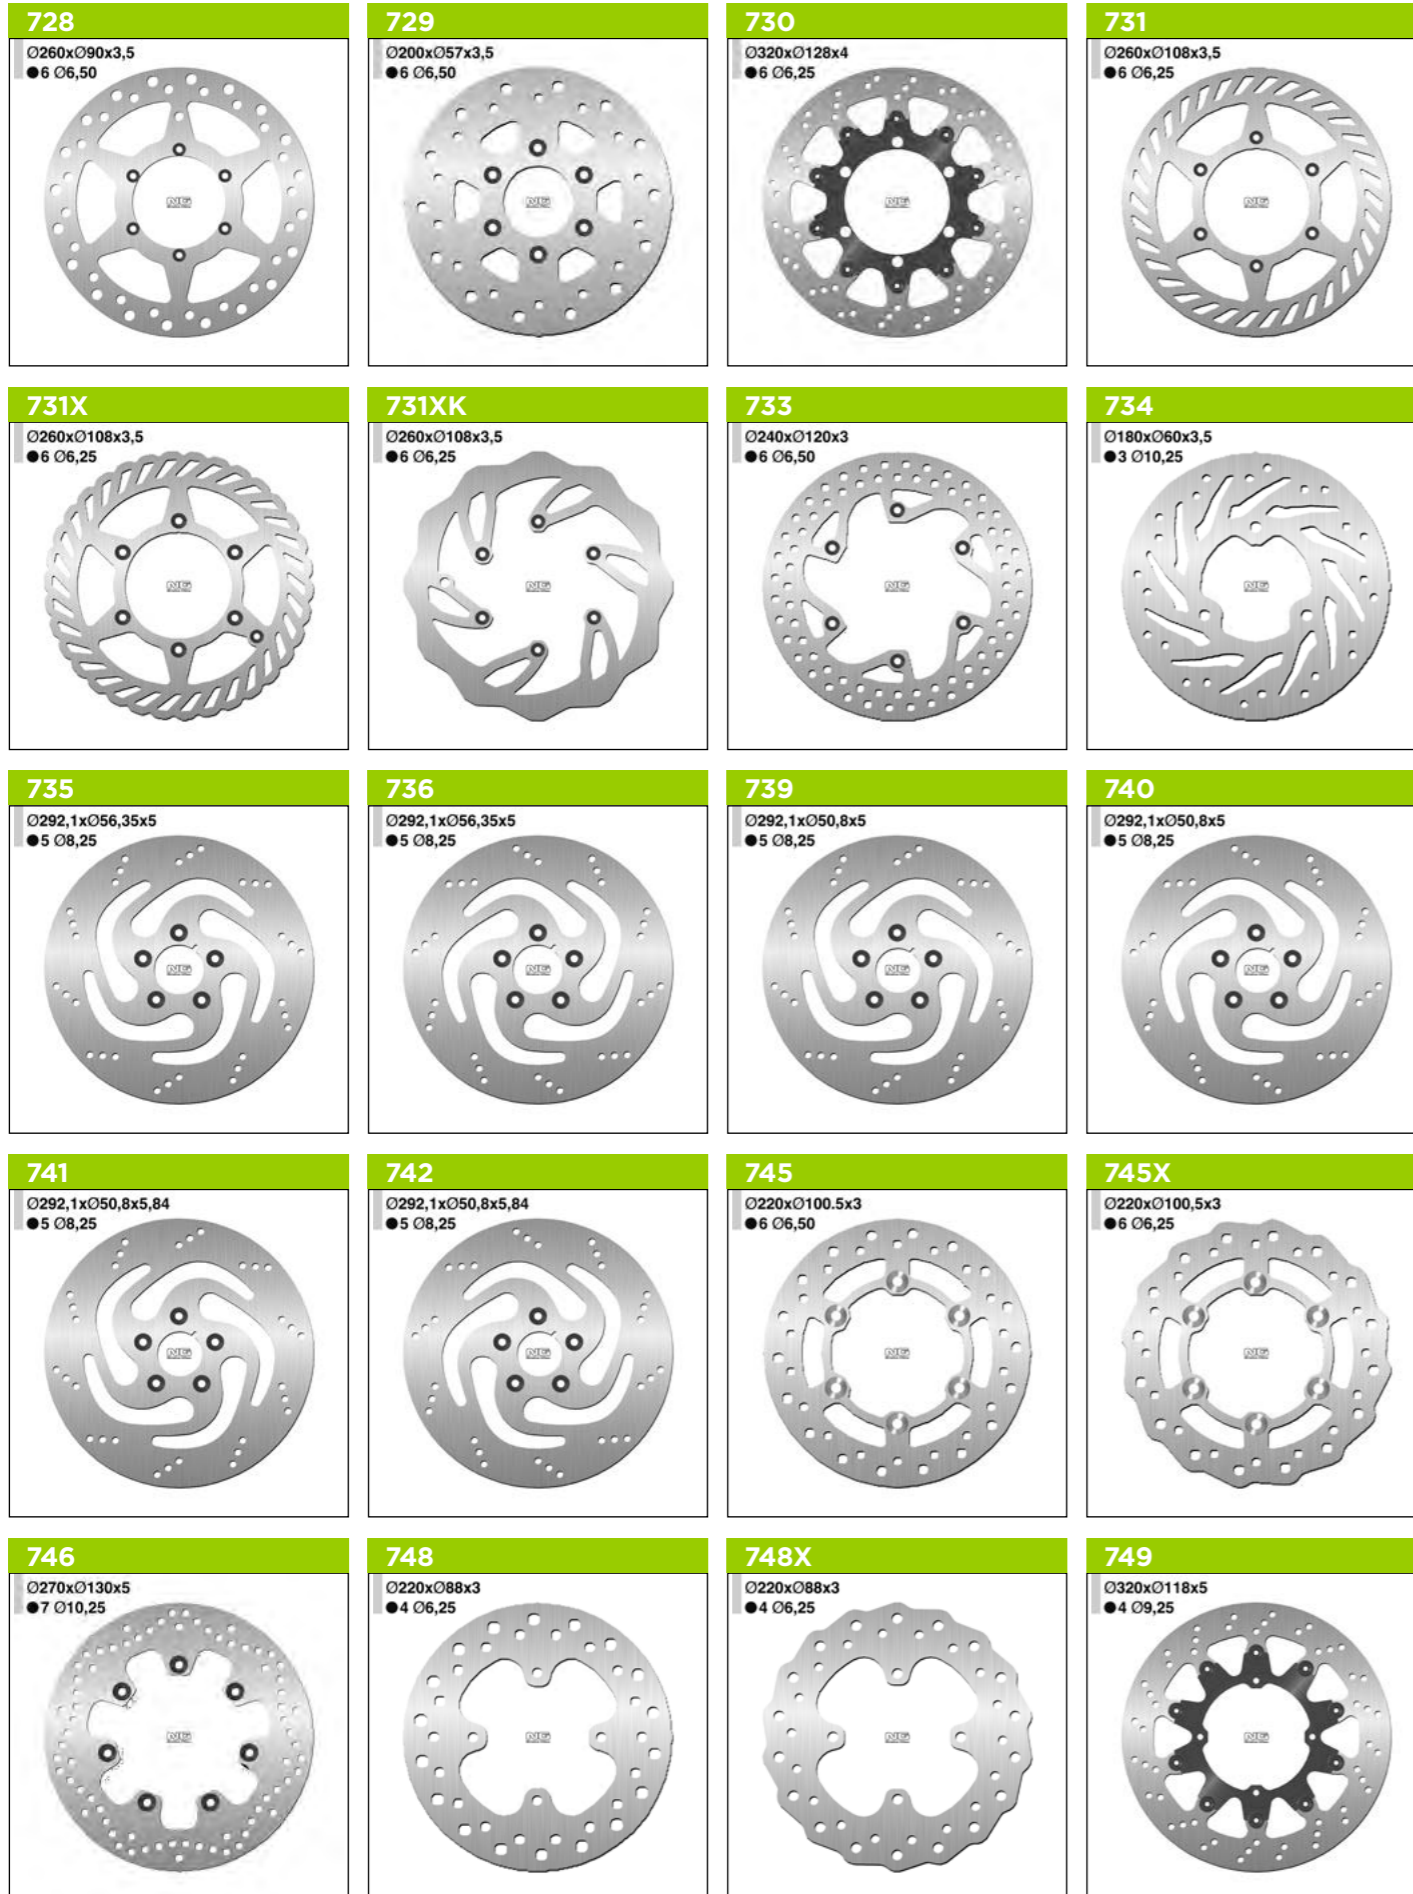 728
Ø260xØ90x3,5
●6 Ø6,50
729
Ø200xØ57x3,5
●6 Ø6,50
730
Ø320xØ128x4
●6 Ø6,25
731
Ø260xØ108x3,5
●6 Ø6,25
731X
Ø260xØ108x3,5
●6 Ø6,25
731XK
Ø260xØ108x3,5
●6 Ø6,25
733
Ø240xØ120x3
●6 Ø6,50
734
Ø180xØ60x3,5
●3 Ø10,25
735
Ø292,1xØ56,35x5
●5 Ø8,25
736
Ø292,1xØ56,35x5
●5 Ø8,25
739
Ø292,1xØ50,8x5
●5 Ø8,25
740
Ø292,1xØ50,8x5
●5 Ø8,25
741
Ø292,1xØ50,8x5,84
●5 Ø8,25
742
Ø292,1xØ50,8x5,84
●5 Ø8,25
745
Ø220xØ100.5x3
●6 Ø6,50
745X
Ø220xØ100,5x3
●6 Ø6,25
746
Ø270xØ130x5
●7 Ø10,25
748
Ø220xØ88x3
●4 Ø6,25
748X
Ø220xØ88x3
●4 Ø6,25
749
Ø320xØ118x5
●4 Ø9,25